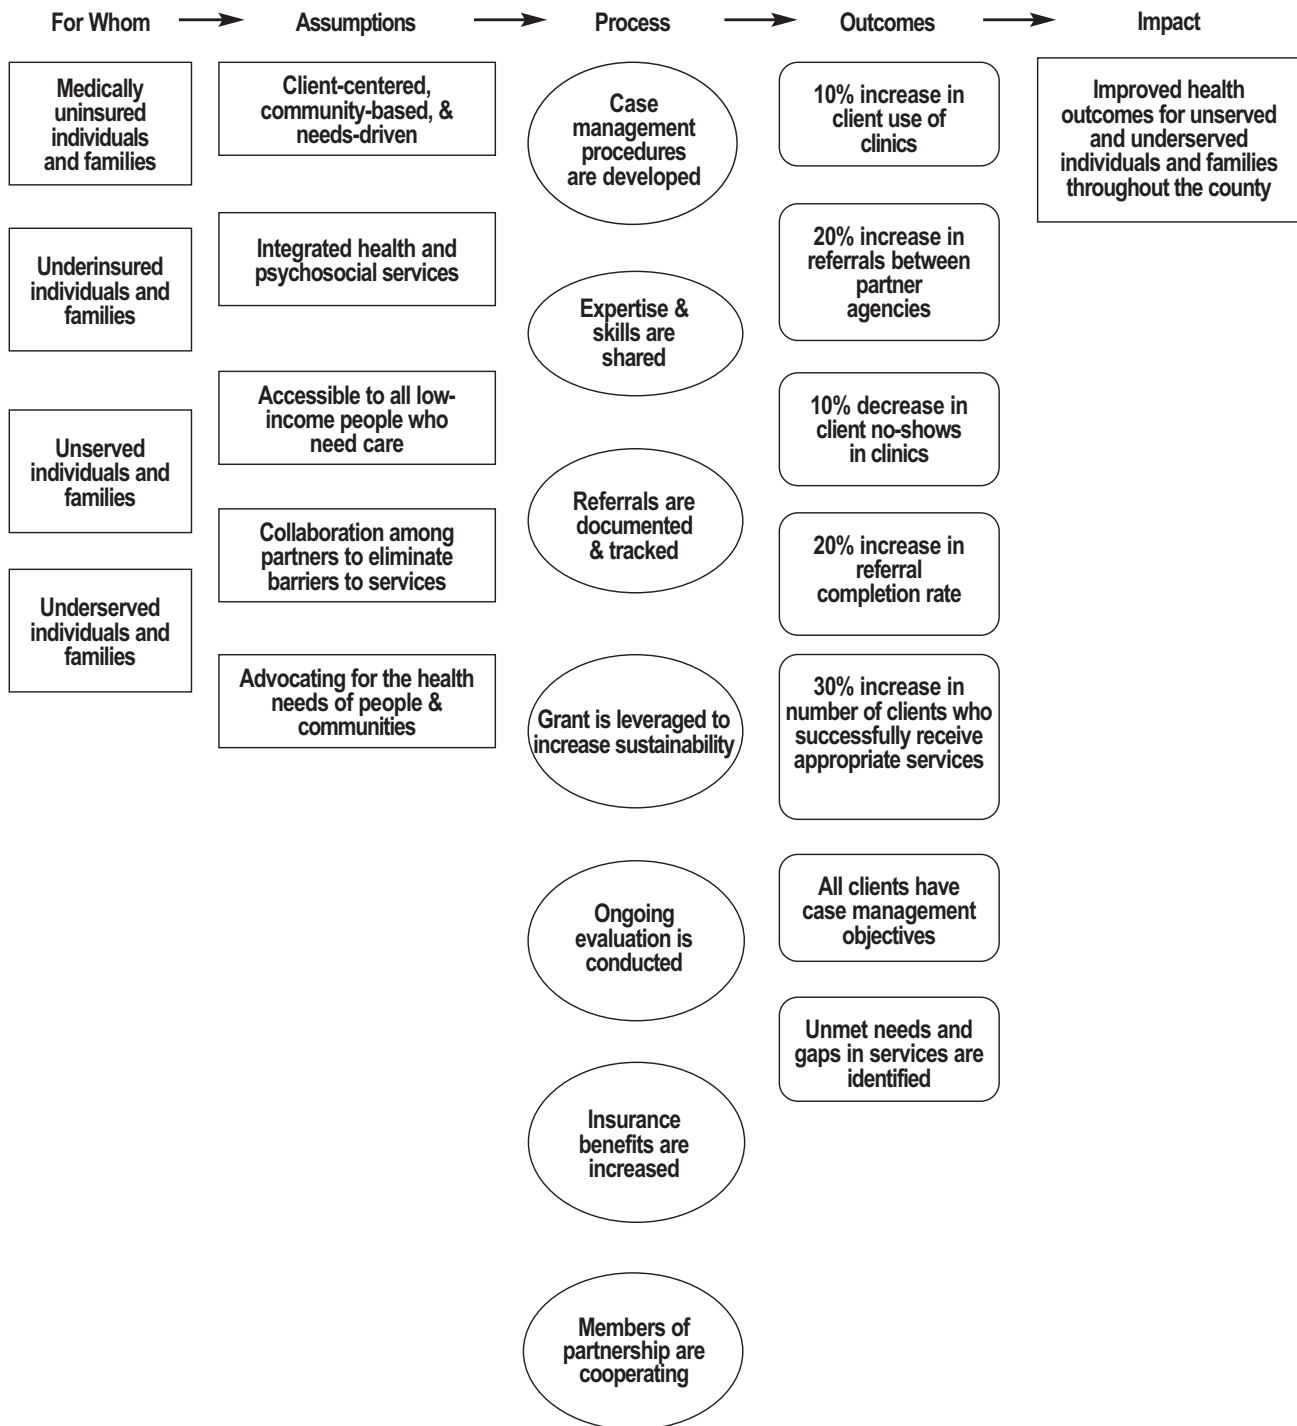 For Whom
Assumptions
Process
Outcomes
Impact
Medically
uninsured
individuals
and families
Underinsured
individuals and
families
Unserved
individuals and
families
Underserved
individuals and
families
Client-centered,
community-based, &
needs-driven
Integrated health and
psychosocial services
Accessible to all low-
income people who
need care
Collaboration among
partners to eliminate
barriers to services
Advocating for the health
needs of people &
communities
Case
management
procedures
are developed
Expertise &
skills are
shared
Referrals are
documented
& tracked
Grant is leveraged to
increase sustainability
Ongoing
evaluation is
conducted
Insurance
benefits are
increased
Members of
partnership are
cooperating
10% increase in
client use of
clinics
20% increase in
referrals between
partner
agencies
10% decrease in
client no-shows
in clinics
20% increase in
referral
completion rate
30% increase in
number of clients who
successfully receive
appropriate services
All clients have
case management
objectives
Unmet needs and
gaps in services are
identified
Improved health
outcomes for unserved
and underserved
individuals and families
throughout the county